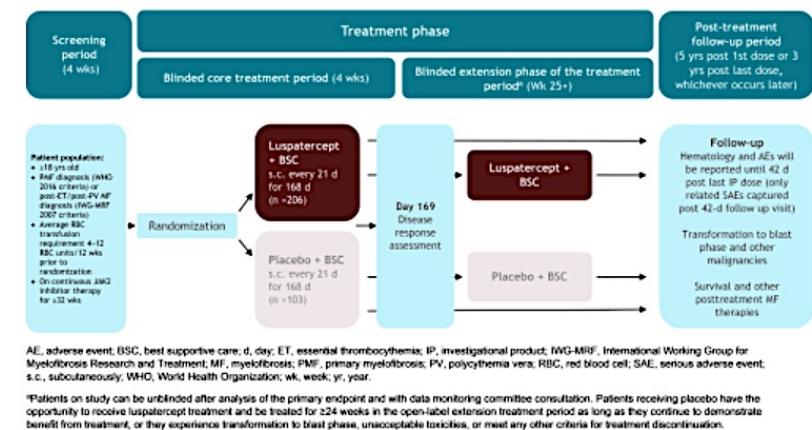 Screening
period
(4 wks)
Treatment phase
Blinded core treatment period (4 wks)
Blinded extension phase of the treatment
periodᵃ (Wk 25+)
Post-treatment
follow-up period
(5 yrs post 1st dose or 3
yrs post last dose,
whichever occurs later)
Patient population:
• ≥18 yrs old
• PMF diagnosis (WHO
2016 criteria) or
post-ET/post-PV MF
diagnosis (IWG-MRF
2007 criteria)
• Average RBC
transfusion
requirement 4–12
RBC units/12 wks
prior to
randomization
• On continuous JAK2
inhibitor therapy
for ≥32 wks
Randomization
Luspatercept
+ BSC
s.c. every 21 d
for 168 d
(n =206)
Placebo + BSC
s.c. every 21 d
for 168 d
(n =103)
Day 169
Disease
response
assessment
Luspatercept +
BSC
Placebo + BSC
Follow-up
Hematology and AEs will
be reported until 42 d
post last IP dose (only
related SAEs captured
post 42-d follow up visit)
Transformation to blast
phase and other
malignancies
Survival and other
posttreatment MF
therapies
AE, adverse event; BSC, best supportive care; d, day; ET, essential thrombocythemia; IP, investigational product; IWG-MRF, International Working Group for
Myelofibrosis Research and Treatment; MF, myelofibrosis; PMF, primary myelofibrosis; PV, polycythemia vera; RBC, red blood cell; SAE, serious adverse event;
s.c., subcutaneously; WHO, World Health Organization; wk, week; yr, year.
ᵃPatients on study can be unblinded after analysis of the primary endpoint and with data monitoring committee consultation. Patients receiving placebo have the
opportunity to receive luspatercept treatment and be treated for ≥24 weeks in the open-label extension treatment period as long as they continue to demonstrate
benefit from treatment, or they experience transformation to blast phase, unacceptable toxicities, or meet any other criteria for treatment discontinuation.